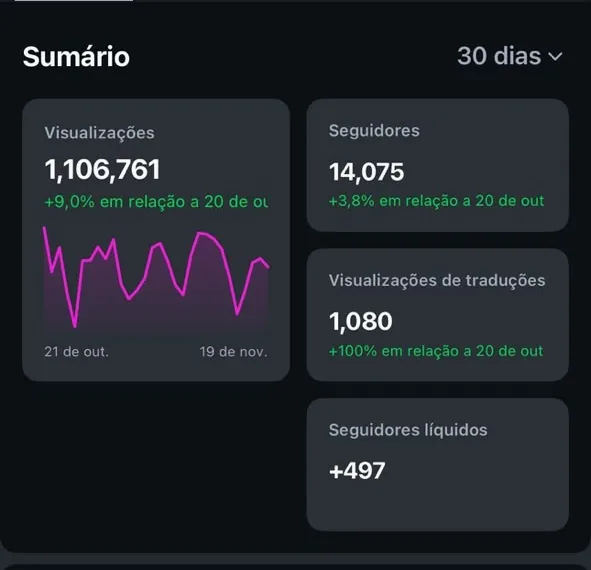 Sumário
30 dias
Visualizações
1,106,761
+9,0% em relação a 20 de
21 de out.
19 de nov.
Seguidores
14,075
+3,8% em relação a 20 de out
Visualizações de traduções
1,080
+100% em relação a 20 de out
Seguidores líquidos
+497